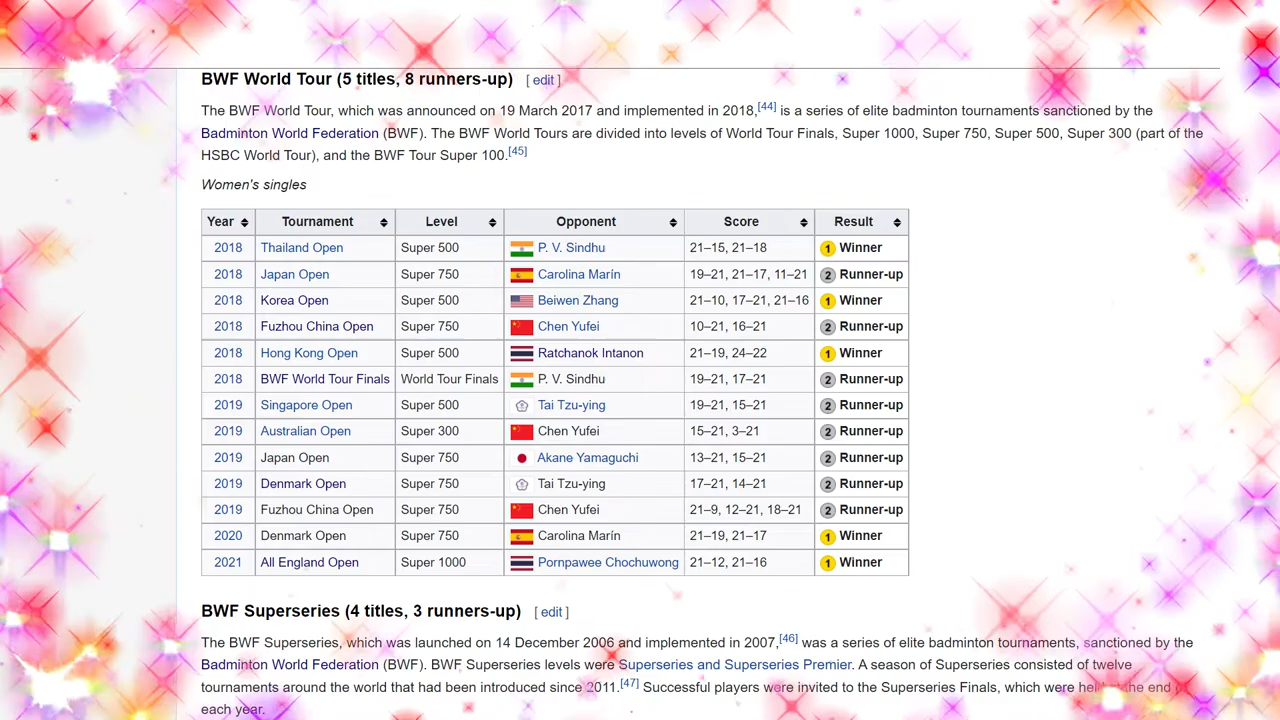 BWF World Tour (5 titles, 8 runners-up) [ edit ]
The BWF World Tour, which was announced on 19 March 2017 and implemented in 2018,[44] is a series of elite badminton tournaments sanctioned by the
Badminton World Federation (BWF). The BWF World Tours are divided into levels of World Tour Finals, Super 1000, Super 750, Super 500, Super 300 (part of the
HSBC World Tour), and the BWF Tour Super 100.[45]
Women's singles
Year Tournament Level Opponent Score Result
2018 Thailand Open Super 500 P. V. Sindhu 21–15, 21–18 1 Winner
2018 Japan Open Super 750 Carolina Marín 19–21, 21–17, 11–21 2 Runner-up
2018 Korea Open Super 500 Beiwen Zhang 21–10, 17–21, 21–16 1 Winner
2018 Fuzhou China Open Super 750 Chen Yufei 10–21, 16–21 2 Runner-up
2018 Hong Kong Open Super 500 Ratchanok Intanon 21–19, 24–22 1 Winner
2018 BWF World Tour Finals World Tour Finals P. V. Sindhu 19–21, 17–21 2 Runner-up
2019 Singapore Open Super 500 Tai Tzu-ying 19–21, 15–21 2 Runner-up
2019 Australian Open Super 300 Chen Yufei 15–21, 3–21 2 Runner-up
2019 Japan Open Super 750 Akane Yamaguchi 13–21, 15–21 2 Runner-up
2019 Denmark Open Super 750 Tai Tzu-ying 17–21, 14–21 2 Runner-up
2019 Fuzhou China Open Super 750 Chen Yufei 21–9, 12–21, 18–21 2 Runner-up
2020 Denmark Open Super 750 Carolina Marín 21–19, 21–17 1 Winner
2021 All England Open Super 1000 Pornpawee Chochuwong 21–12, 21–16 1 Winner
BWF Superseries (4 titles, 3 runners-up) [ edit ]
The BWF Superseries, which was launched on 14 December 2006 and implemented in 2007,[46] was a series of elite badminton tournaments, sanctioned by the
Badminton World Federation (BWF). BWF Superseries levels were Superseries and Superseries Premier. A season of Superseries consisted of twelve
tournaments around the world that had been introduced since 2011.[47] Successful players were invited to the Superseries Finals, which were held at the end of
each year.